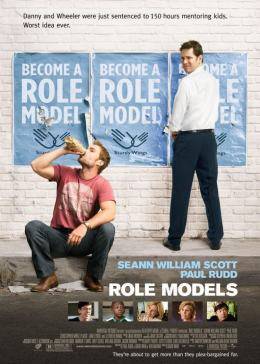 Danny and Wheeler were just sentenced to 150 hours mentoring kids.
Worst idea ever.
BECOME A
ROLE
MODEL
Sturdy Wings
BECOME A
ROLE
MODEL
BECOME A
ROLE
MODEL
SEANN WILLIAM SCOTT
PAUL RUDD
ROLE MODELS
They're about to get more than they plea-bargained for.